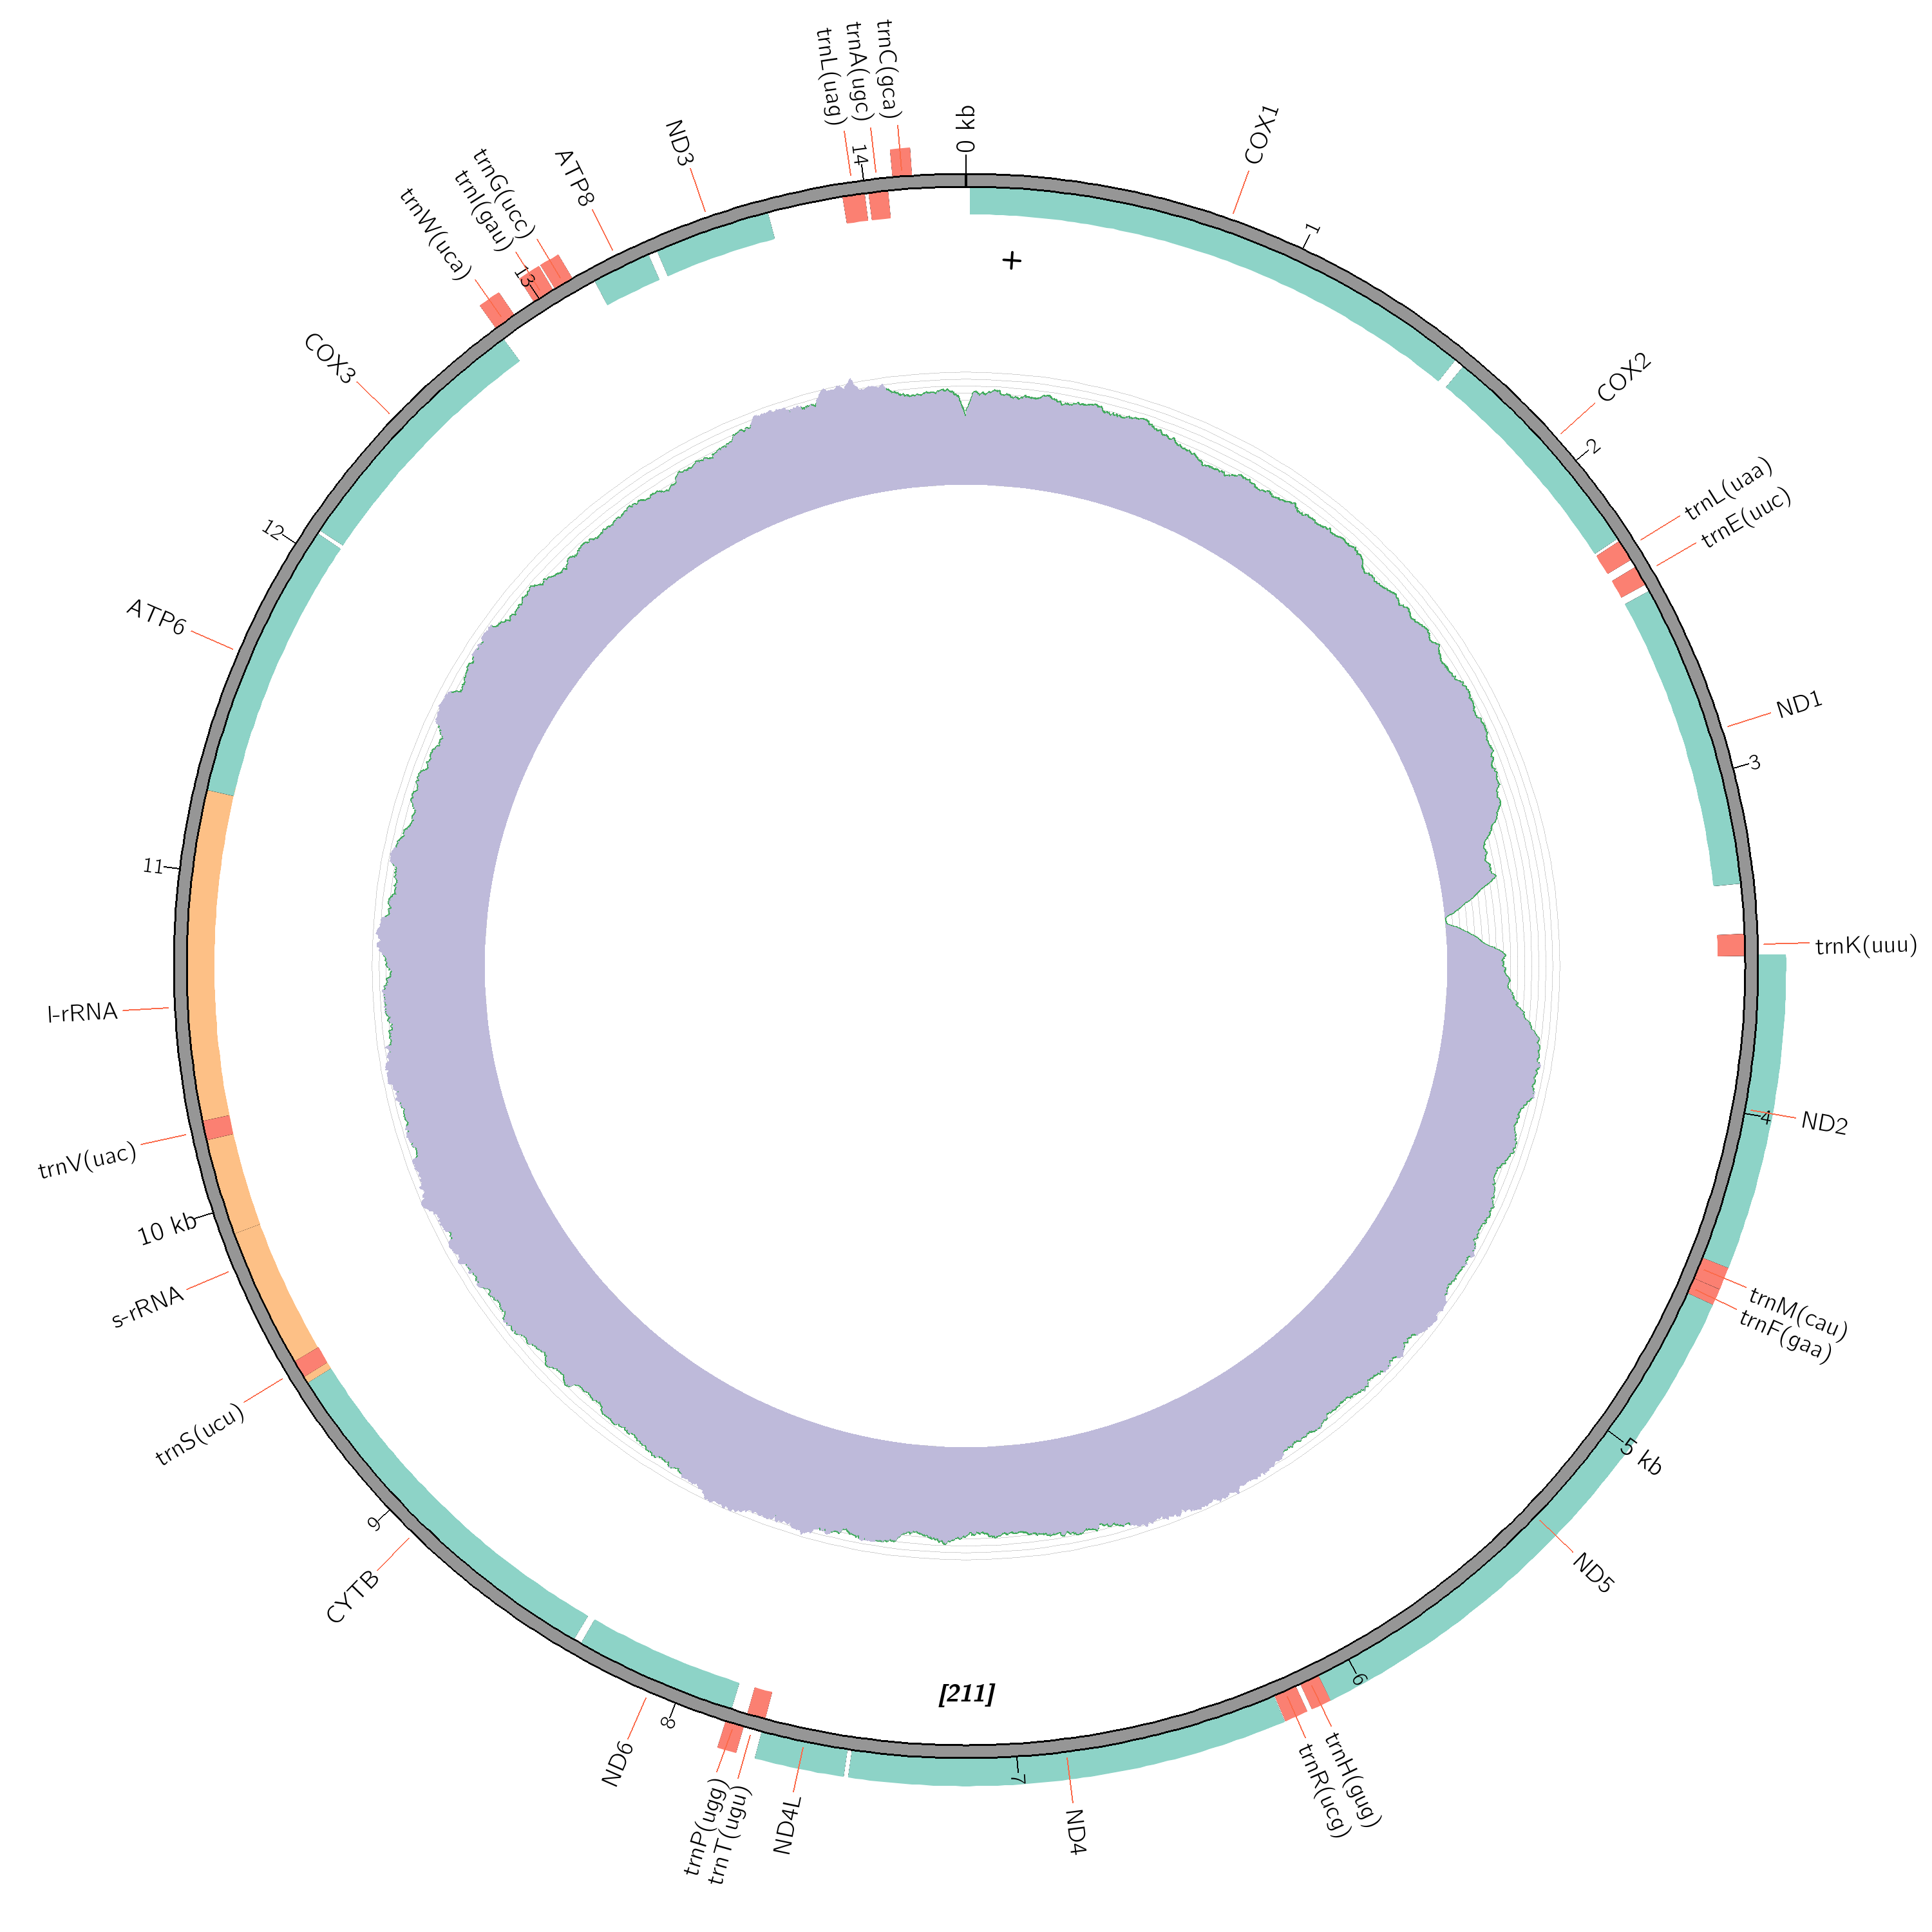 0 kb
COX1
1
+
COX2
2
trnL(uaa)
trnE(uuc)
ND1
3
trnK(uuu)
ND2
4
trnM(cau)
trnF(gaa)
5 kb
ND5
6
trnH(gug)
trnR(ucg)
ND4
7
[211]
ND4L
trnT(ugu)
trnP(ugg)
8
ND6
CYTB
9
trnS(ucu)
s-rRNA
10 kb
trnV(uac)
l-rRNA
11
ATP6
12
COX3
trnW(uca)
13
trnI(gau)
trnG(ucc)
ATP8
ND3
trnL(uag)
14
trnA(ugc)
trnC(gca)